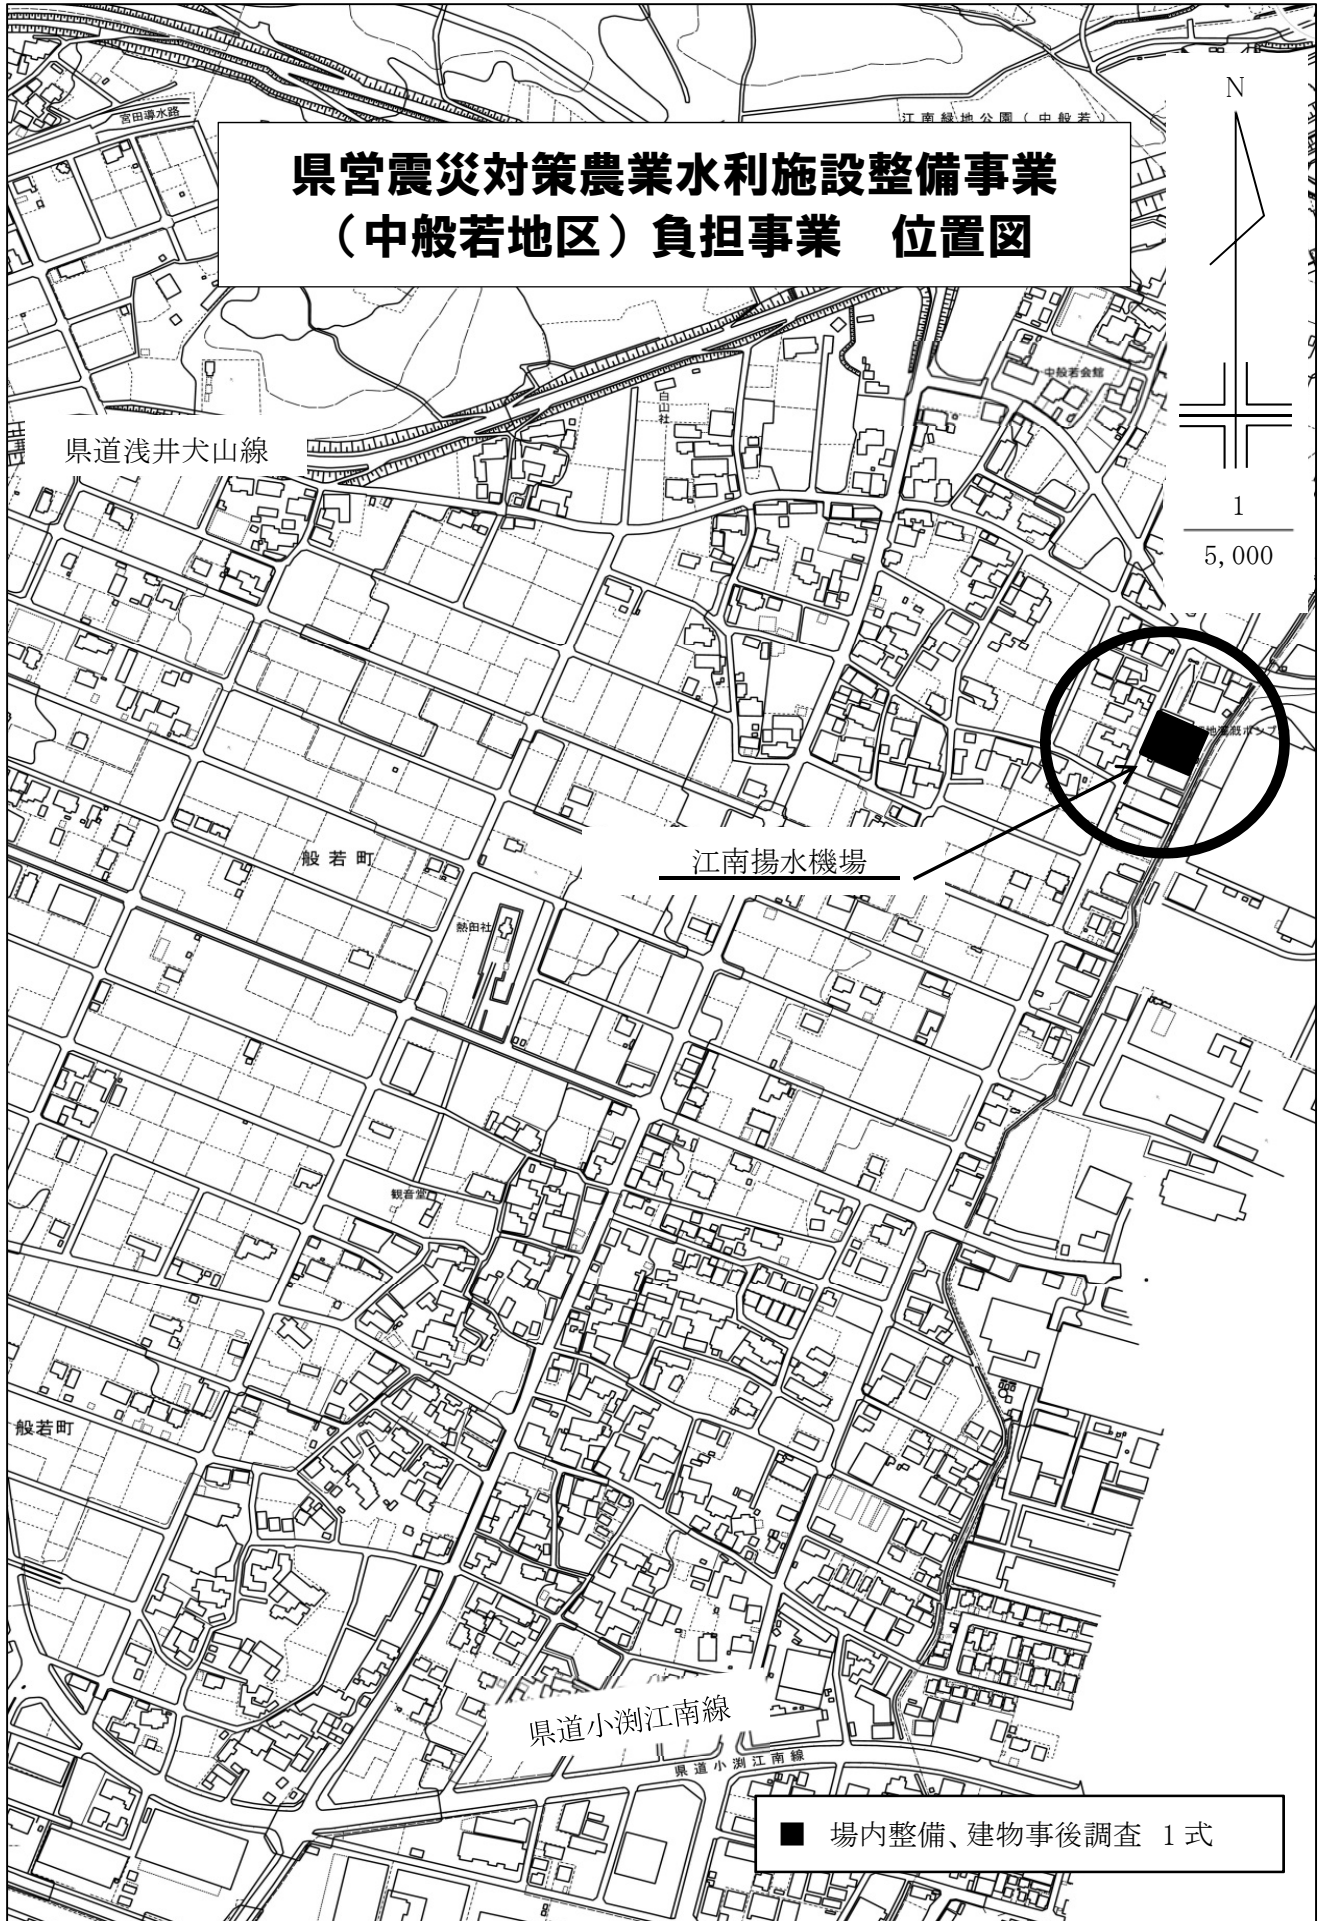 宮田導水路
江南緑地公園（中般若）
N
県営震災対策農業水利施設整備事業
（中般若地区）負担事業　位置図
中般若会館
白山社
県道浅井犬山線
1
5,000
江南揚水機場
般若町
熱田社
観音堂
般若町
県道小渕江南線
県道小渕江南線
■ 場内整備、建物事後調査 1式